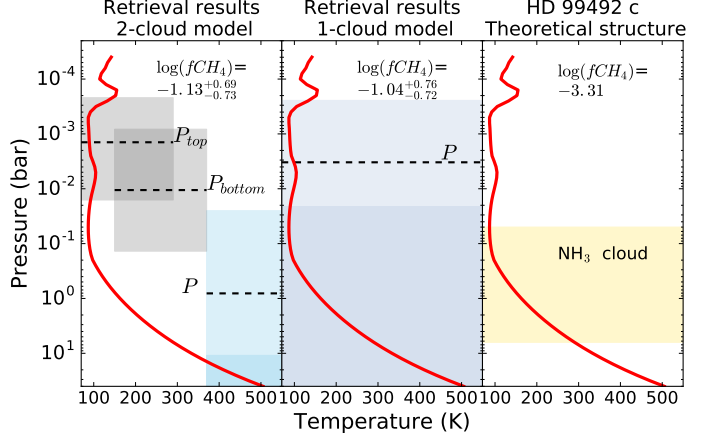 Retrieval results
2-cloud model
Retrieval results
1-cloud model
HD 99492 c
Theoretical structure
log(fCH₄)=
−1.13+0.69
−0.73
log(fCH₄)=
−1.04+0.76
−0.72
log(fCH₄)=
−3.31
P_top
P_bottom
P
P
NH₃ cloud
Pressure (bar)
10⁻⁴
10⁻³
10⁻²
10⁻¹
10⁰
10¹
100 200 300 400 500
100 200 300 400 500
100 200 300 400 500
Temperature (K)